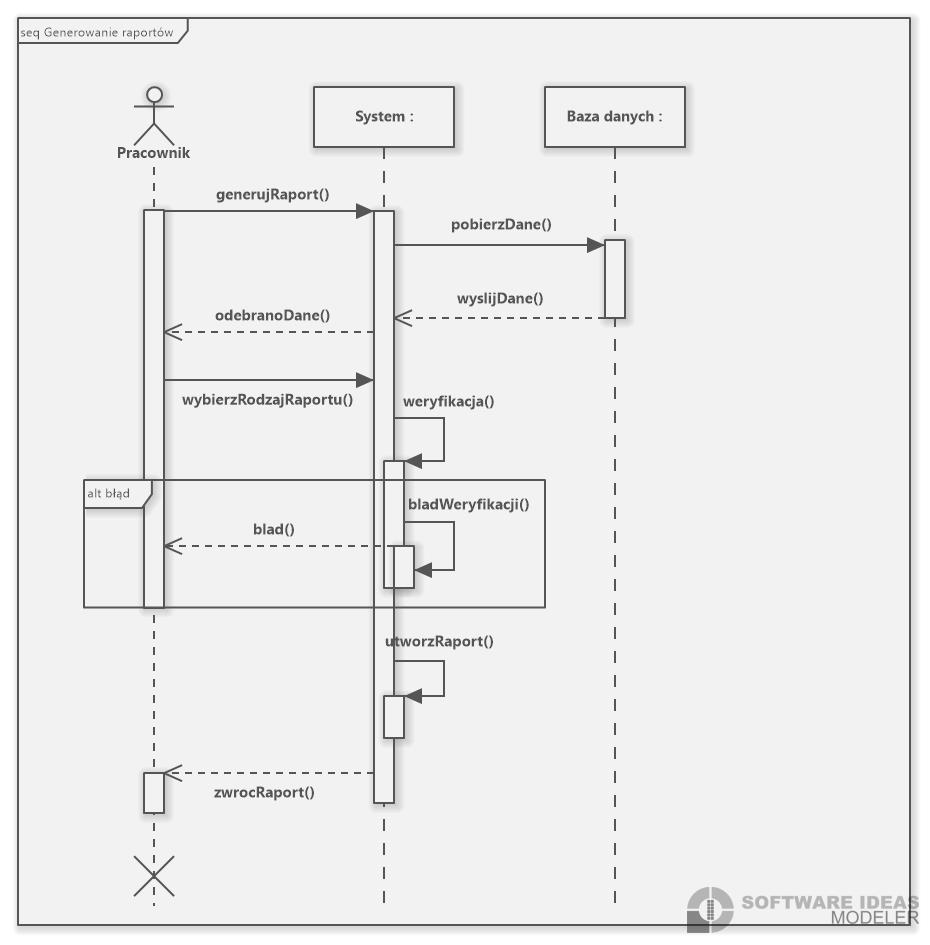 seq Generowanie raportów
System :
Baza danych :
Pracownik
generujRaport()
pobierzDane()
wyslijDane()
odebranoDane()
wybierzRodzajRaportu()
weryfikacja()
alt błąd
bladWeryfikacji()
blad()
utworzRaport()
zwrocRaport()
SOFTWARE IDEAS
MODELER